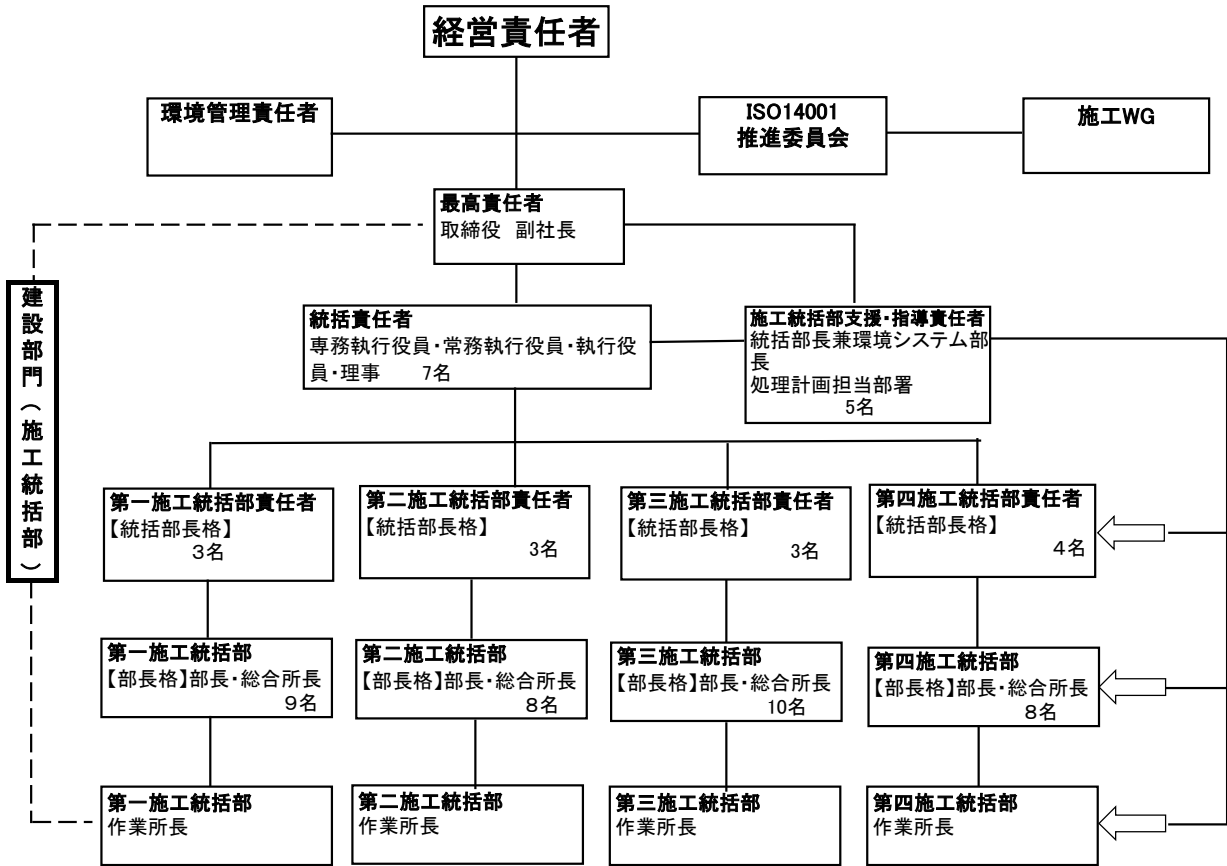 経営責任者
環境管理責任者
ISO14001
推進委員会
施工WG
最高責任者
取締役 副社長
建設部門（施工統括部）
統括責任者
専務執行役員・常務執行役員・執行役
員・理事 7名
施工統括部支援・指導責任者
統括部長兼環境システム部
長
処理計画担当部署
5名
第一施工統括部責任者
【統括部長格】
３名
第二施工統括部責任者
【統括部長格】
3名
第三施工統括部責任者
【統括部長格】
3名
第四施工統括部責任者
【統括部長格】
４名
第一施工統括部
【部長格】部長・総合所長
９名
第二施工統括部
【部長格】部長・総合所長
８名
第三施工統括部
【部長格】部長・総合所長
10名
第四施工統括部
【部長格】部長・総合所長
８名
第一施工統括部
作業所長
第二施工統括部
作業所長
第三施工統括部
作業所長
第四施工統括部
作業所長